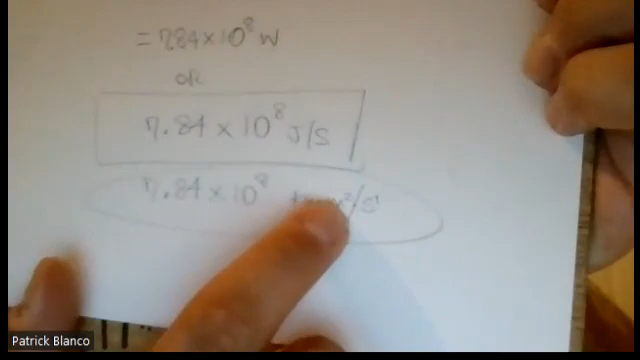 = 7.84 × 10⁸ W
OR
7.84 × 10⁸ J/S
7.84 × 10⁸
Patrick Blanco